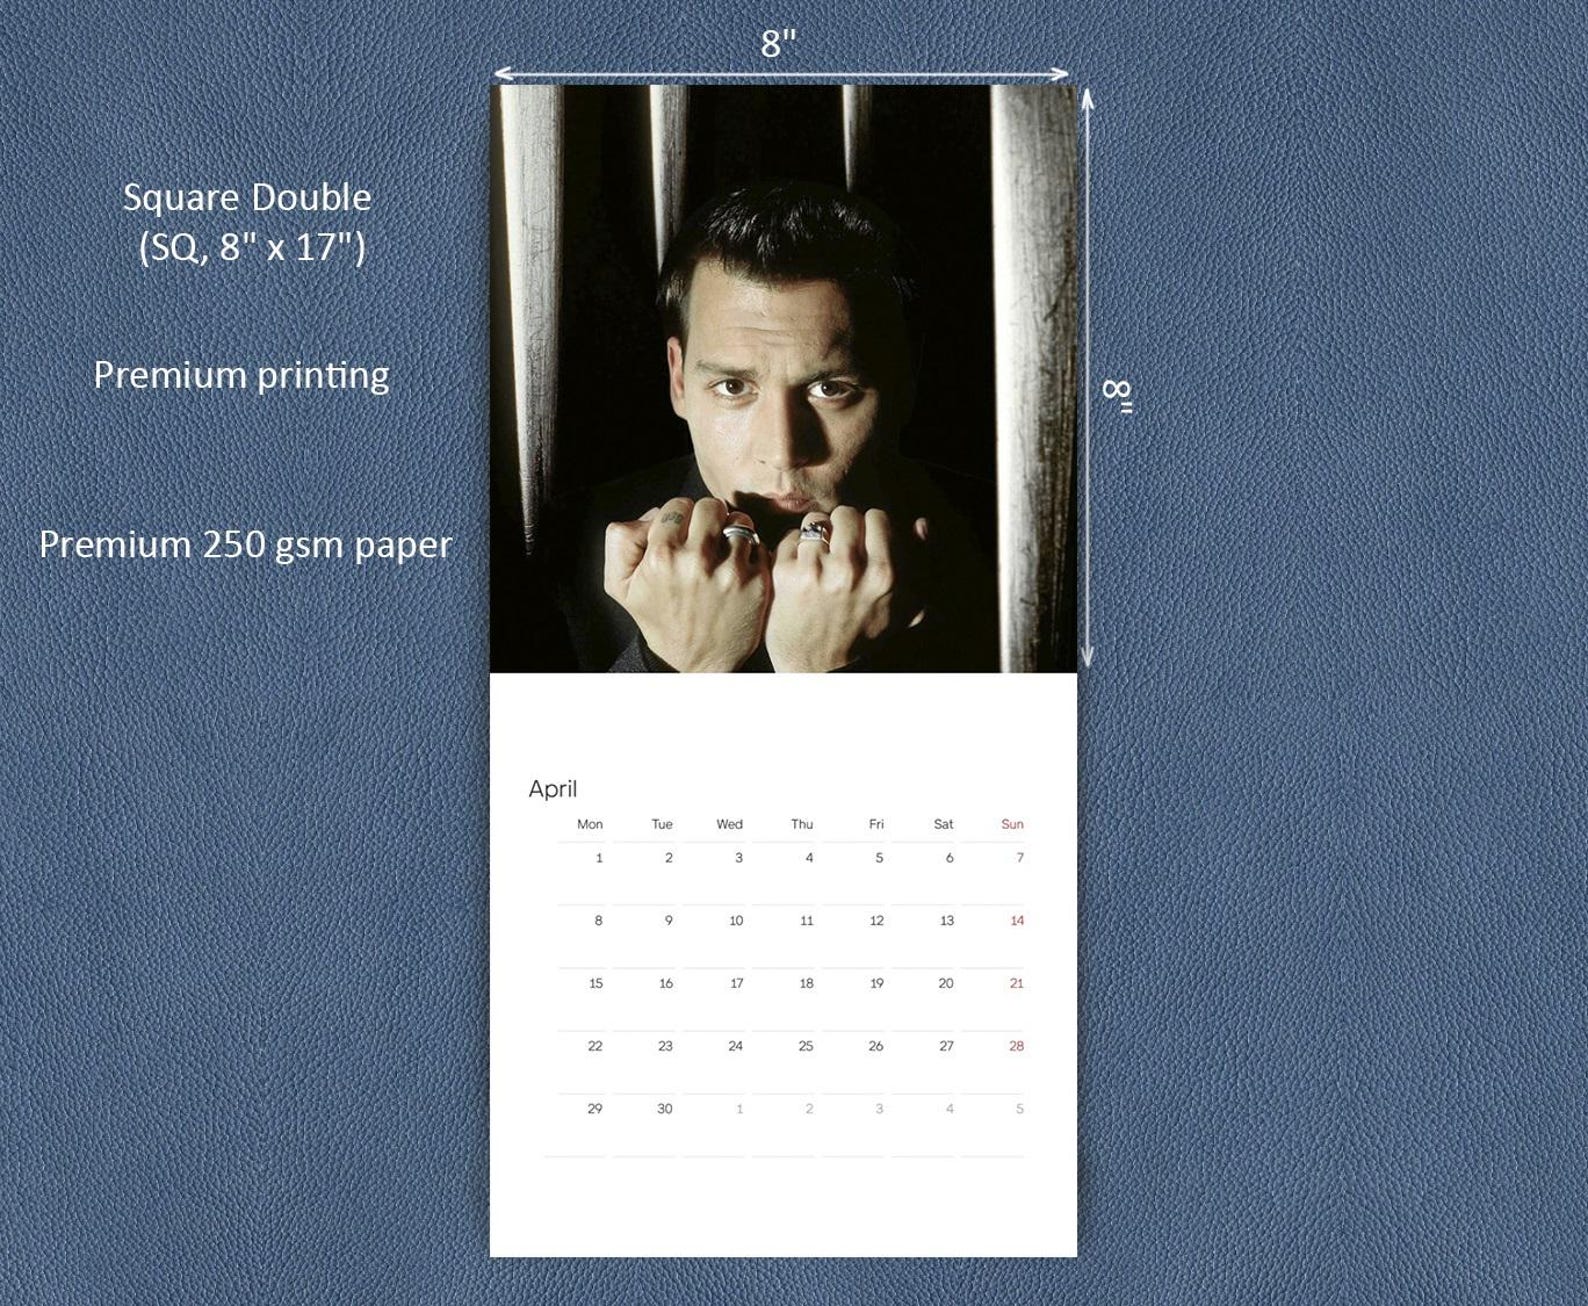 8"
Square Double
(SQ, 8" x 17")
8"
Premium printing
Premium 250 gsm paper
April
Mon Tue Wed Thu Fri Sat Sun
1 2 3 4 5 6 7
8 9 10 11 12 13 14
15 16 17 18 19 20 21
22 23 24 25 26 27 28
29 30 1 2 3 4 5